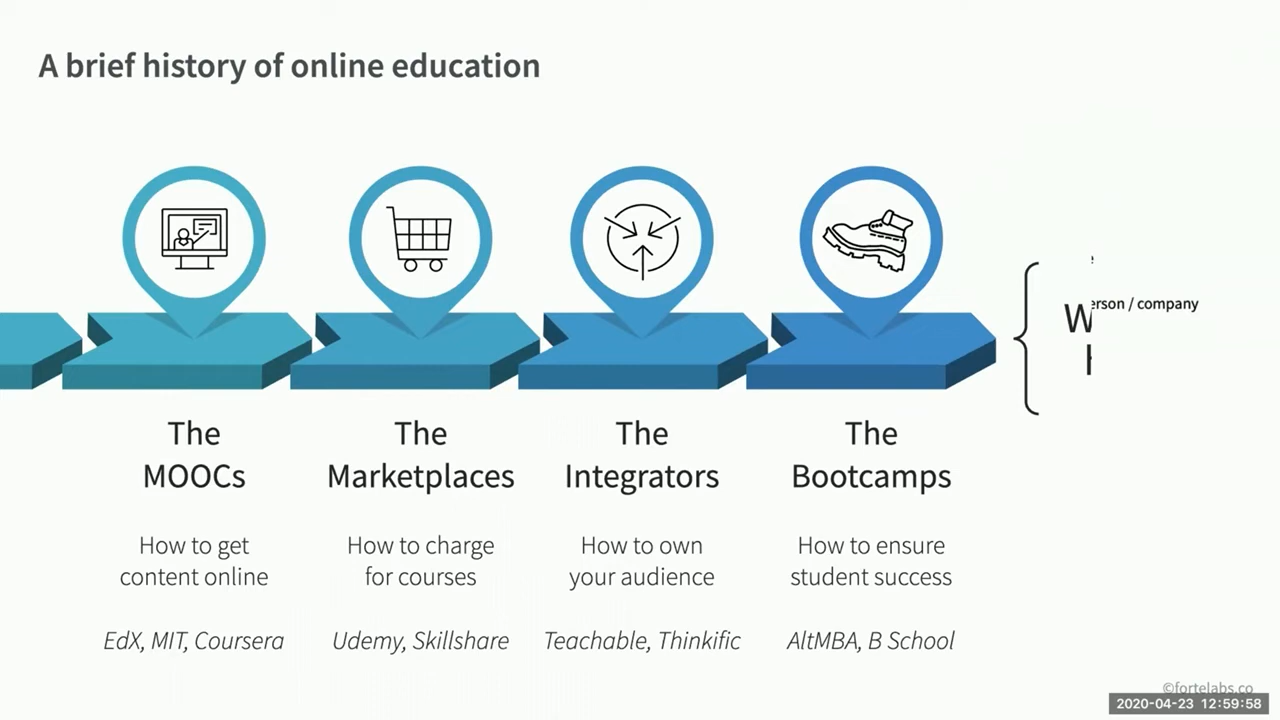 A brief history of online education
erson / company
The
MOOCs
The
Marketplaces
The
Integrators
The
Bootcamps
How to get
content online
How to charge
for courses
How to own
your audience
How to ensure
student success
EdX, MIT, Coursera
Udemy, Skillshare
Teachable, Thinkific
AltMBA, B School
©fortelabs.co
2020-04-23 12:59:58